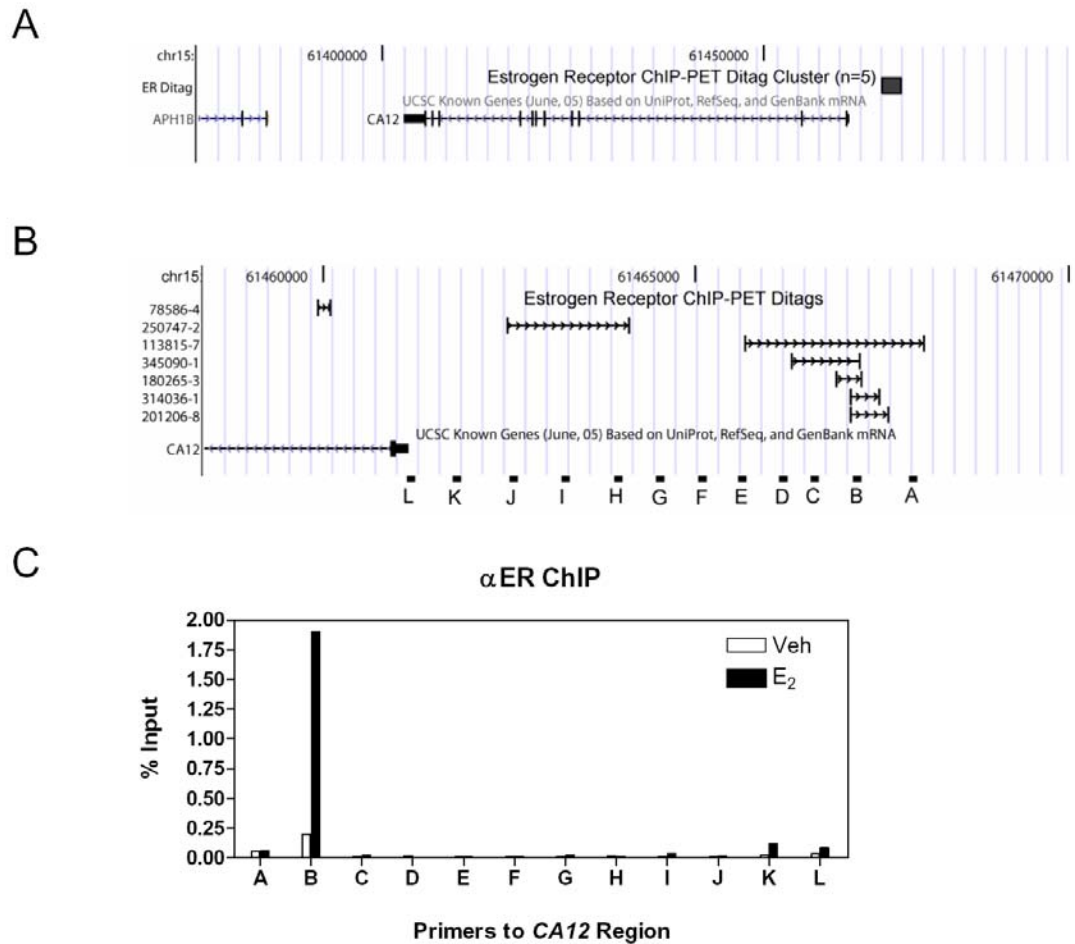 A
chr15: 61400000 61450000
Estrogen Receptor ChIP-PET Ditag Cluster (n=5)
ER Ditag
UCSC Known Genes (June, 05) Based on UniProt, RefSeq, and GenBank mRNA
APH1B CA12
B
chr15: 61460000 61465000 61470000
Estrogen Receptor ChIP-PET Ditags
78586-4
250747-2
113815-7
345090-1
180265-3
314036-1
201206-8
UCSC Known Genes (June, 05) Based on UniProt, RefSeq, and GenBank mRNA
CA12
L K J I H G F E D C B A
C
αER ChIP
2.00
1.75
1.50
1.25
1.00
0.75
0.50
0.25
0.00
% Input
Veh
E₂
A B C D E F G H I J K L
Primers to CA12 Region